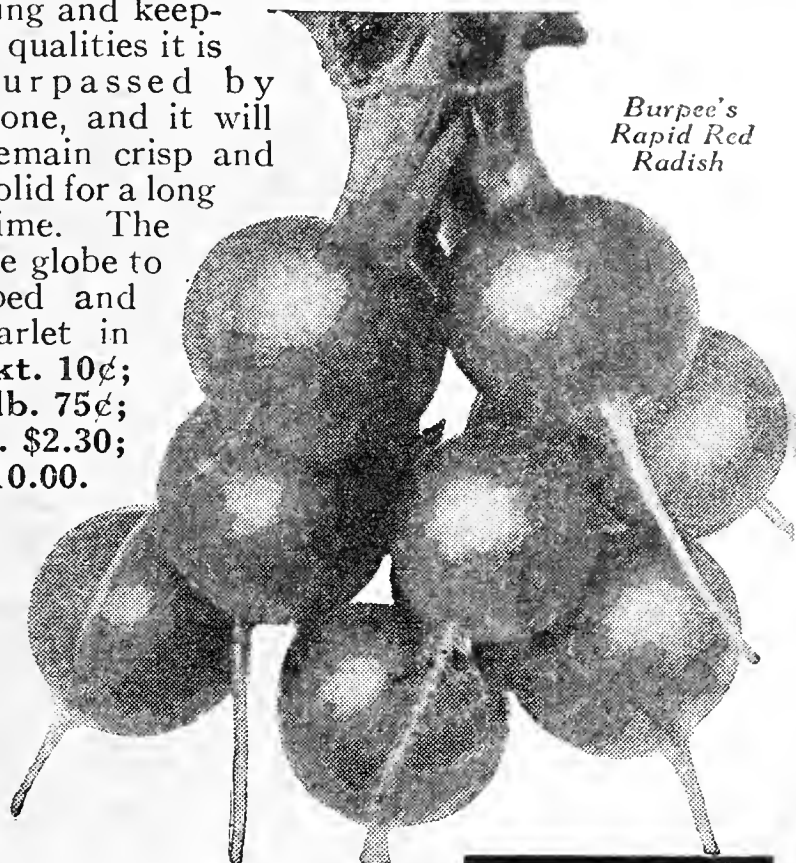 ung and keep-
qualities it is
urpassed by
one, and it will
emain crisp and
olid for a long
ime. The
e globe to
ped and
arlet in
kt. 10¢;
lb. 75¢;
. $2.30;
0.00.
Burpee's
Rapid Red
Radish